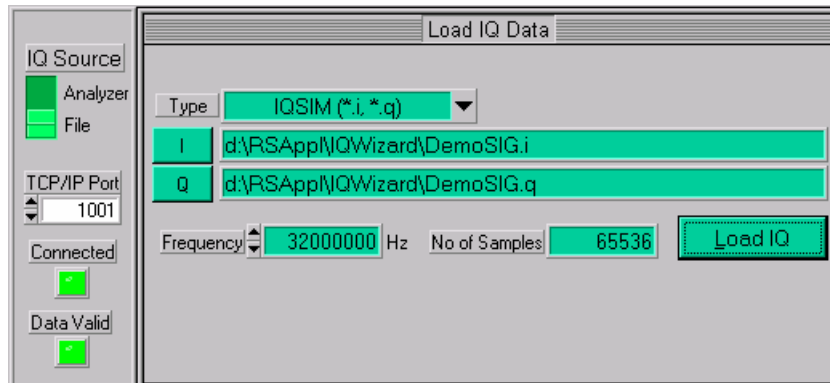 Load IQ Data
IQ Source
Analyzer
File
Type IQSIM (*.i, *.q)
I d:\RSAppl\IQWizard\DemoSIG.i
Q d:\RSAppl\IQWizard\DemoSIG.q
TCP/IP Port
1001
Frequency 32000000 Hz No of Samples 65536 Load IQ
Connected
Data Valid